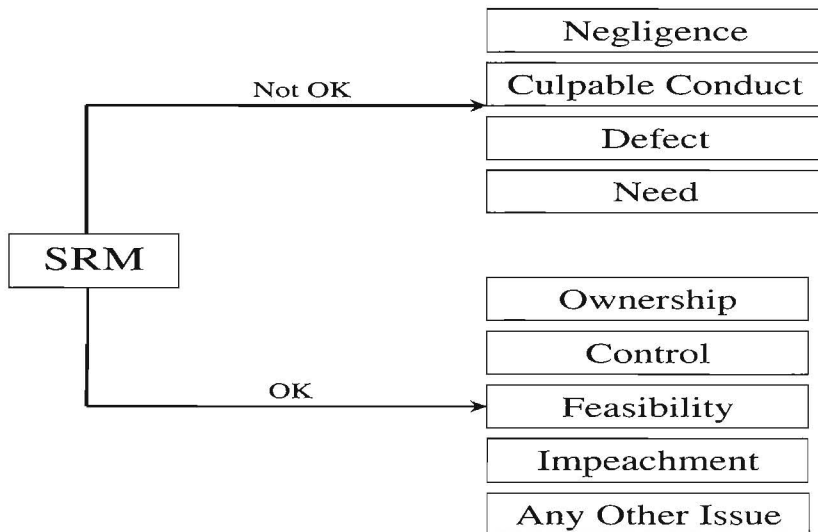 Negligence
Not OK
Culpable Conduct
Defect
Need
SRM
Ownership
Control
OK
Feasibility
Impeachment
Any Other Issue